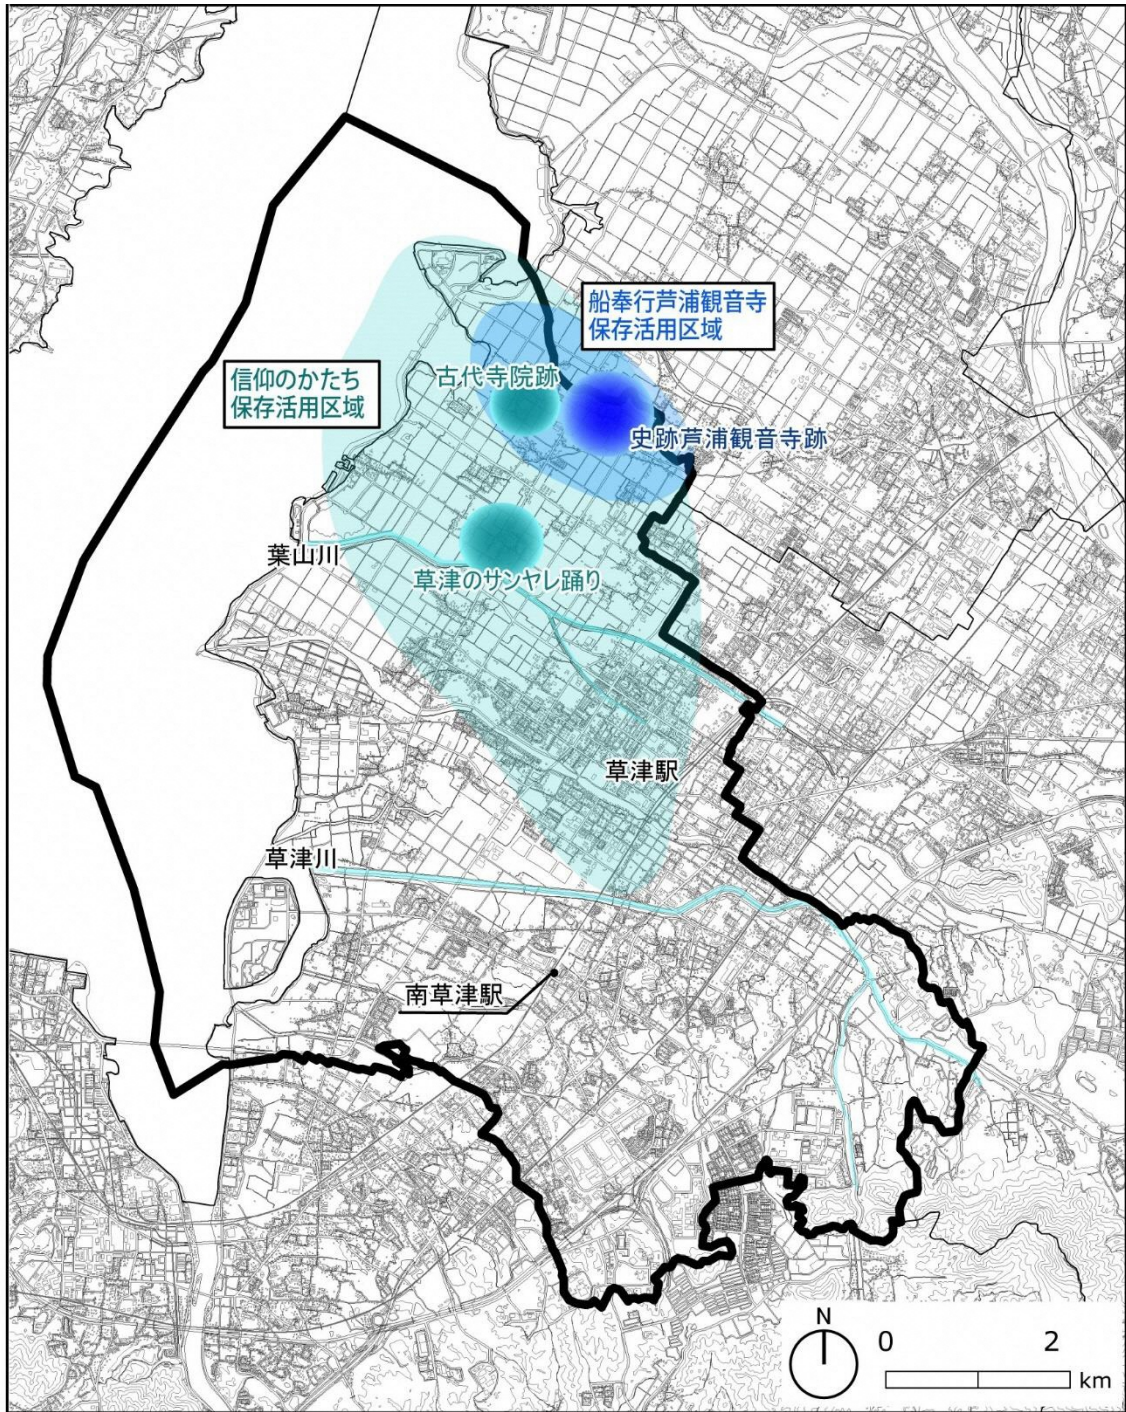 船奉行芦浦観音寺
保存活用区域
信仰のかたち
保存活用区域
古代寺院跡
史跡芦浦観音寺跡
葉山川
草津のサンヤレ踊り
草津駅
草津川
南草津駅
N
0 2
km